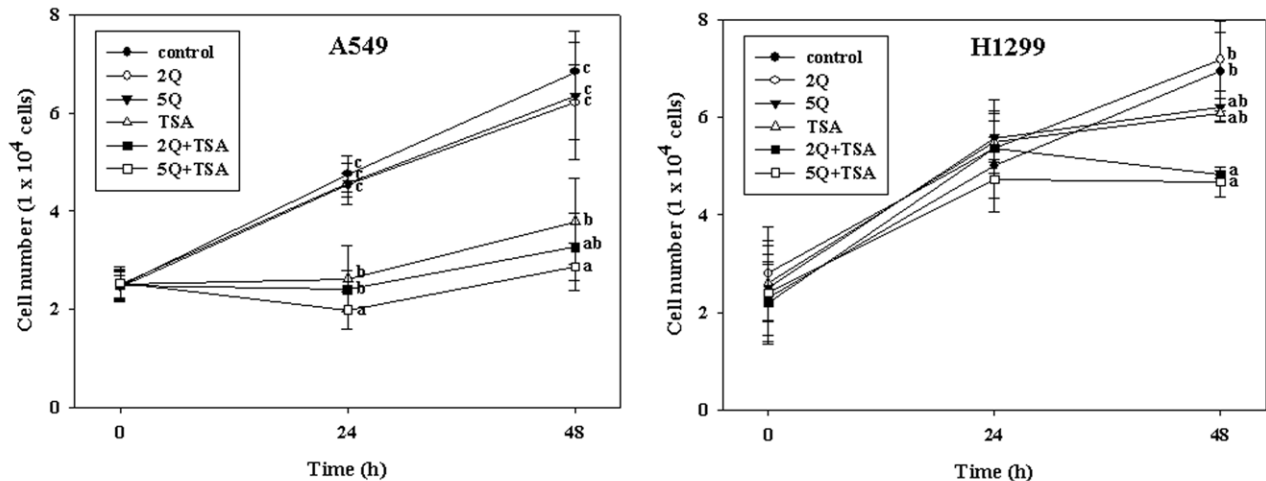 A549
control
2Q
5Q
TSA
2Q+TSA
5Q+TSA
Cell number (1 x 10⁴ cells)
8
6
4
2
0
c
c
c
c
c
c
b
b
a
b
ab
a
0
24
48
Time (h)
H1299
control
2Q
5Q
TSA
2Q+TSA
5Q+TSA
Cell number (1 x 10⁴ cells)
8
6
4
2
0
b
b
ab
ab
a
a
0
24
48
Time (h)